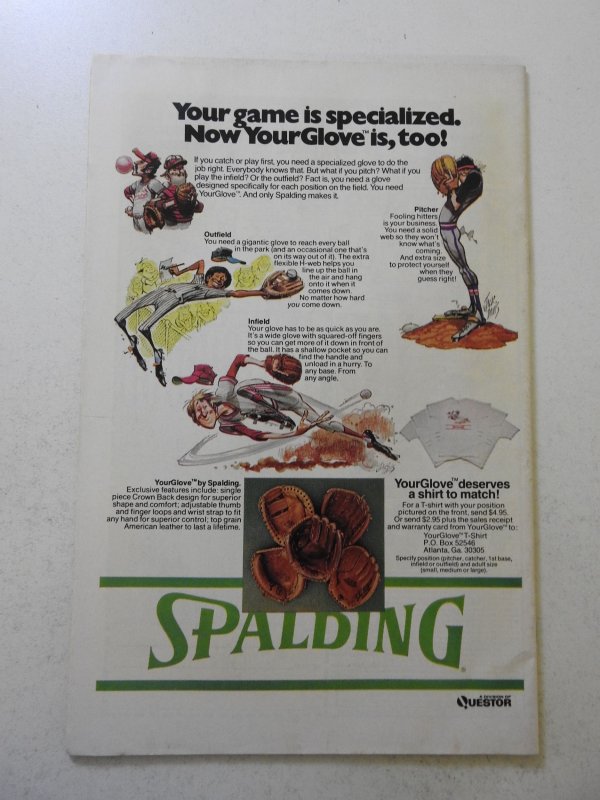 Your game is specialized.
Now YourGlove™ is, too!
If you catch or play first, you need a specialized glove to do the
job right. Everybody knows that. But what if you pitch? What if you
play the infield? Or the outfield? Fact is, you need a glove
designed specifically for each position on the field. You need
YourGlove™. And only Spalding makes it.
Pitcher
Fooling hitters
is your business.
You need a solid
web so they won't
know what's
coming.
And extra size
to protect yourself
when they
guess right!
Outfield
You need a gigantic glove to reach every ball
in the park (and an occasional one that's
on its way out of it). The extra
flexible H-web helps you
line up the ball in
the air and hang
onto it when it
comes down.
No matter how hard
you come down.
Infield
Your glove has to be as quick as you are.
It's a wide glove with squared-off fingers
so you can get more of it down in front of
the ball. It has a shallow pocket so you can
find the handle and
unload in a hurry. To
any base. From
any angle.
YourGlove™ by Spalding.
Exclusive features include: single
piece Crown Back design for superior
shape and comfort; adjustable thumb
and finger loops and wrist strap to fit
any hand for superior control; top grain
American leather to last a lifetime.
YourGlove™ deserves
a shirt to match!
For a T-shirt with your position
pictured on the front, send $4.95.
Or send $2.95 plus the sales receipt
and warranty card from YourGlove™ to:
YourGlove™ T-Shirt
P.O. Box 52546
Atlanta, Ga. 30305
Specify position (pitcher, catcher, 1st base,
infield or outfield) and adult size
(small, medium or large).
SPALDING®
A DIVISION OF
QUESTOR